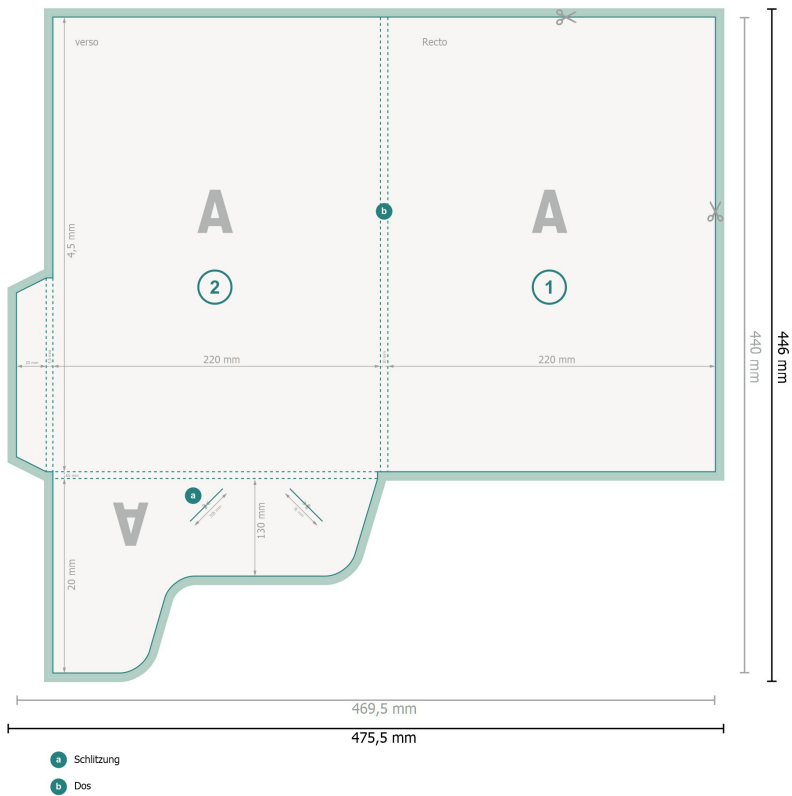 verso
Recto
A
A
4,5 mm
b
2
1
220 mm
220 mm
440 mm
446 mm
a
A
130 mm
20 mm
469,5 mm
475,5 mm
a Schlitzung
b Dos